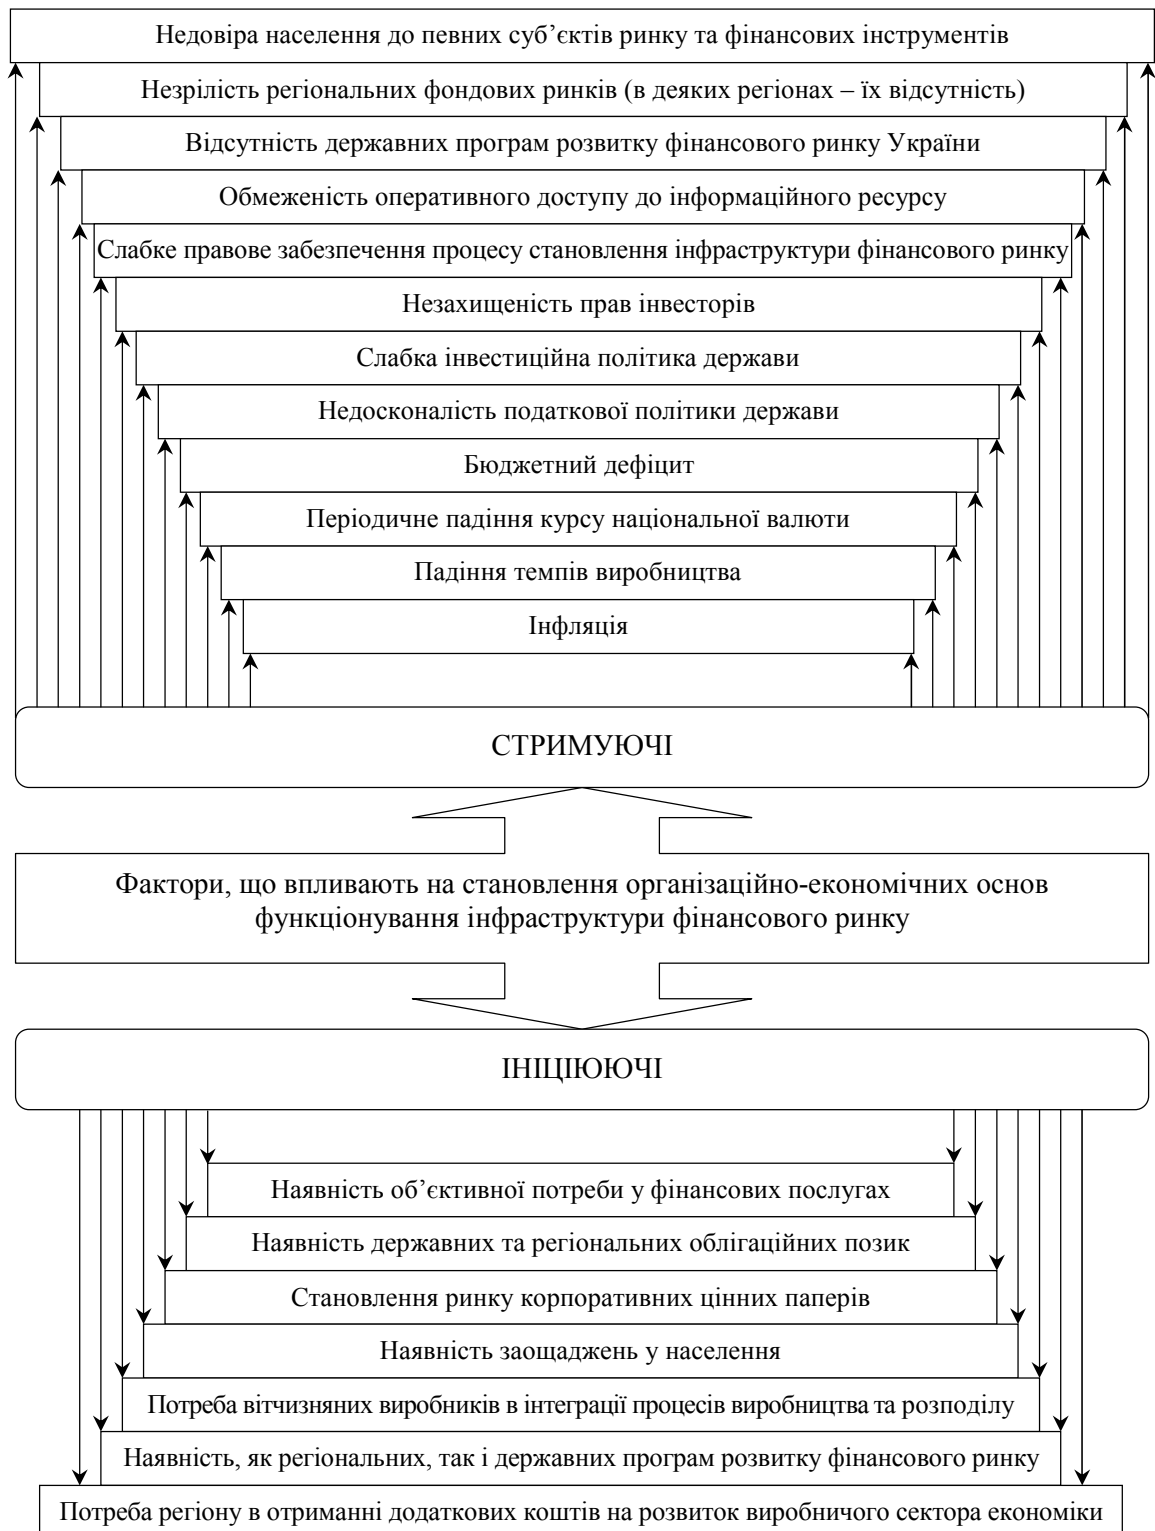 Недовіра населення до певних суб’єктів ринку та фінансових інструментів
Незрілість регіональних фондових ринків (в деяких регіонах – їх відсутність)
Відсутність державних програм розвитку фінансового ринку України
Обмеженість оперативного доступу до інформаційного ресурсу
Слабке правове забезпечення процесу становлення інфраструктури фінансового ринку
Незахищеність прав інвесторів
Слабка інвестиційна політика держави
Недосконалість податкової політики держави
Бюджетний дефіцит
Періодичне падіння курсу національної валюти
Падіння темпів виробництва
Інфляція
СТРИМУЮЧІ
Фактори, що впливають на становлення організаційно-економічних основ
функціонування інфраструктури фінансового ринку
ІНІЦІЮЮЧІ
Наявність об’єктивної потреби у фінансових послугах
Наявність державних та регіональних облігаційних позик
Становлення ринку корпоративних цінних паперів
Наявність заощаджень у населення
Потреба вітчизняних виробників в інтеграції процесів виробництва та розподілу
Наявність, як регіональних, так і державних програм розвитку фінансового ринку
Потреба регіону в отриманні додаткових коштів на розвиток виробничого сектора економіки